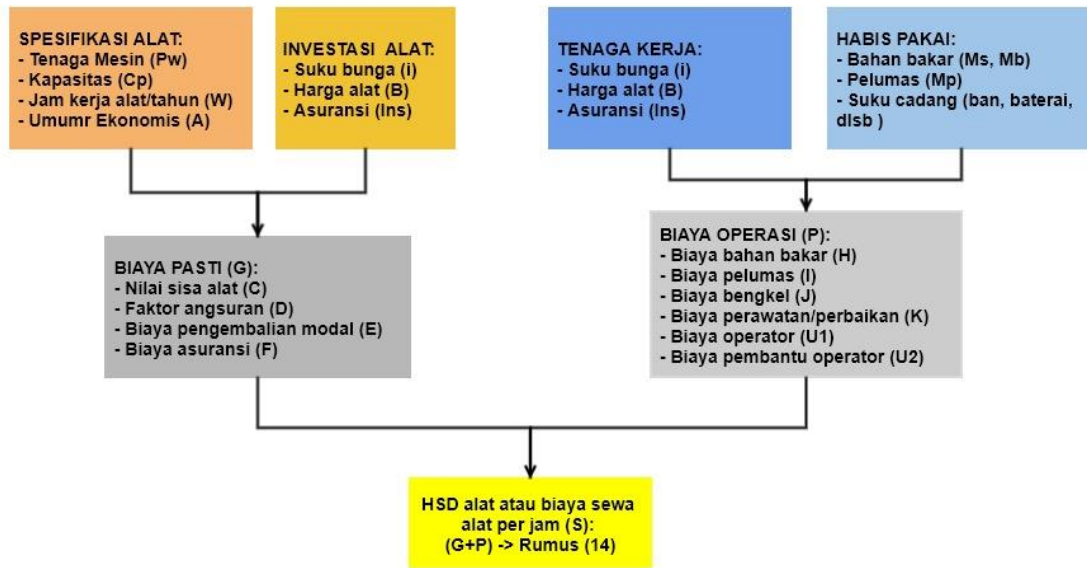 SPESIFIKASI ALAT:
- Tenaga Mesin (Pw)
- Kapasitas (Cp)
- Jam kerja alat/tahun (W)
- Umumr Ekonomis (A)
INVESTASI ALAT:
- Suku bunga (i)
- Harga alat (B)
- Asuransi (Ins)
TENAGA KERJA:
- Suku bunga (i)
- Harga alat (B)
- Asuransi (Ins)
HABIS PAKAI:
- Bahan bakar (Ms, Mb)
- Pelumas (Mp)
- Suku cadang (ban, baterai,
dlsb )
BIAYA PASTI (G):
- Nilai sisa alat (C)
- Faktor angsuran (D)
- Biaya pengembalian modal (E)
- Biaya asuransi (F)
BIAYA OPERASI (P):
- Biaya bahan bakar (H)
- Biaya pelumas (I)
- Biaya bengkel (J)
- Biaya perawatan/perbaikan (K)
- Biaya operator (U1)
- Biaya pembantu operator (U2)
HSD alat atau biaya sewa
alat per jam (S):
(G+P) -> Rumus (14)